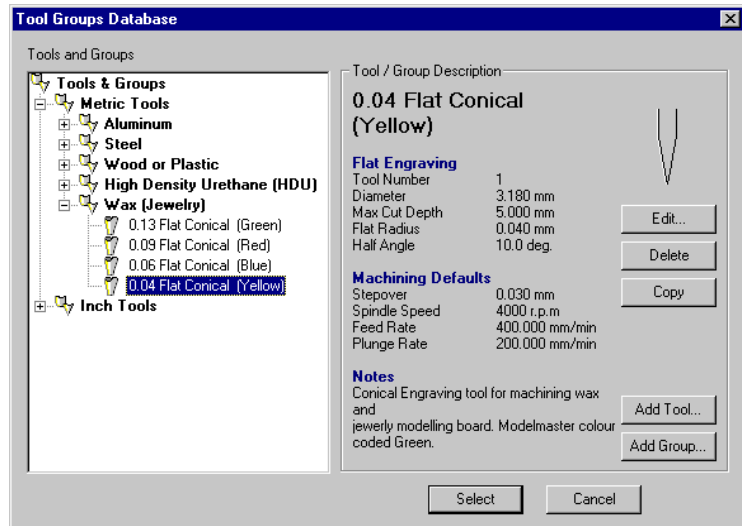 Tool Groups Database
Tools and Groups
Tools & Groups
Metric Tools
Aluminum
Steel
Wood or Plastic
High Density Urethane (HDU)
Wax (Jewelry)
0.13 Flat Conical (Green)
0.09 Flat Conical (Red)
0.06 Flat Conical (Blue)
0.04 Flat Conical (Yellow)
Inch Tools
Tool / Group Description
0.04 Flat Conical
(Yellow)
Flat Engraving
Tool Number 1
Diameter 3.180 mm
Max Cut Depth 5.000 mm
Flat Radius 0.040 mm
Half Angle 10.0 deg.
Machining Defaults
Stepover 0.030 mm
Spindle Speed 4000 r.p.m
Feed Rate 400.000 mm/min
Plunge Rate 200.000 mm/min
Notes
Conical Engraving tool for machining wax
and
jewerly modelling board. Modelmaster colour
coded Green.
Edit...
Delete
Copy
Add Tool...
Add Group...
Select
Cancel